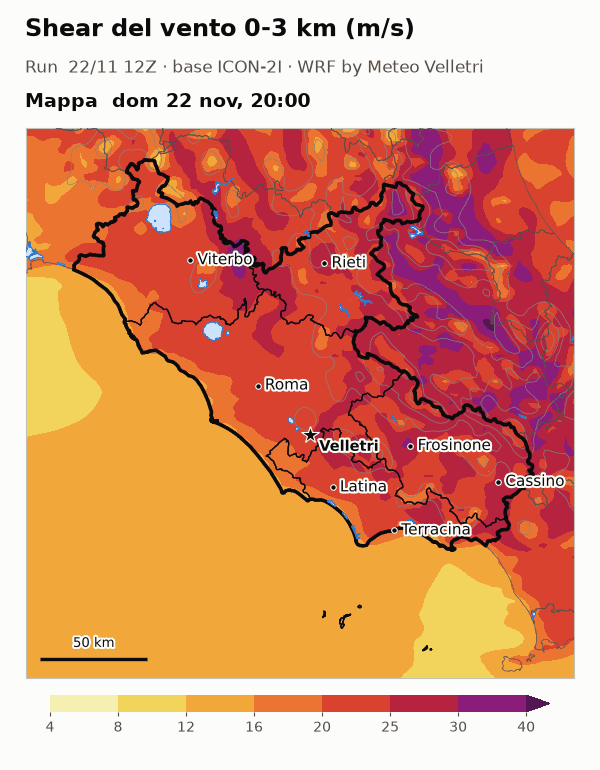 Shear del vento 0-3 km (m/s)
Run  22/11 12Z · base ICON-2I · WRF by Meteo Velletri
Mappa  dom 22 nov, 20:00
Viterbo
Rieti
Roma
Velletri
Frosinone
Latina
Cassino
Terracina
50 km
4 8 12 16 20 25 30 40